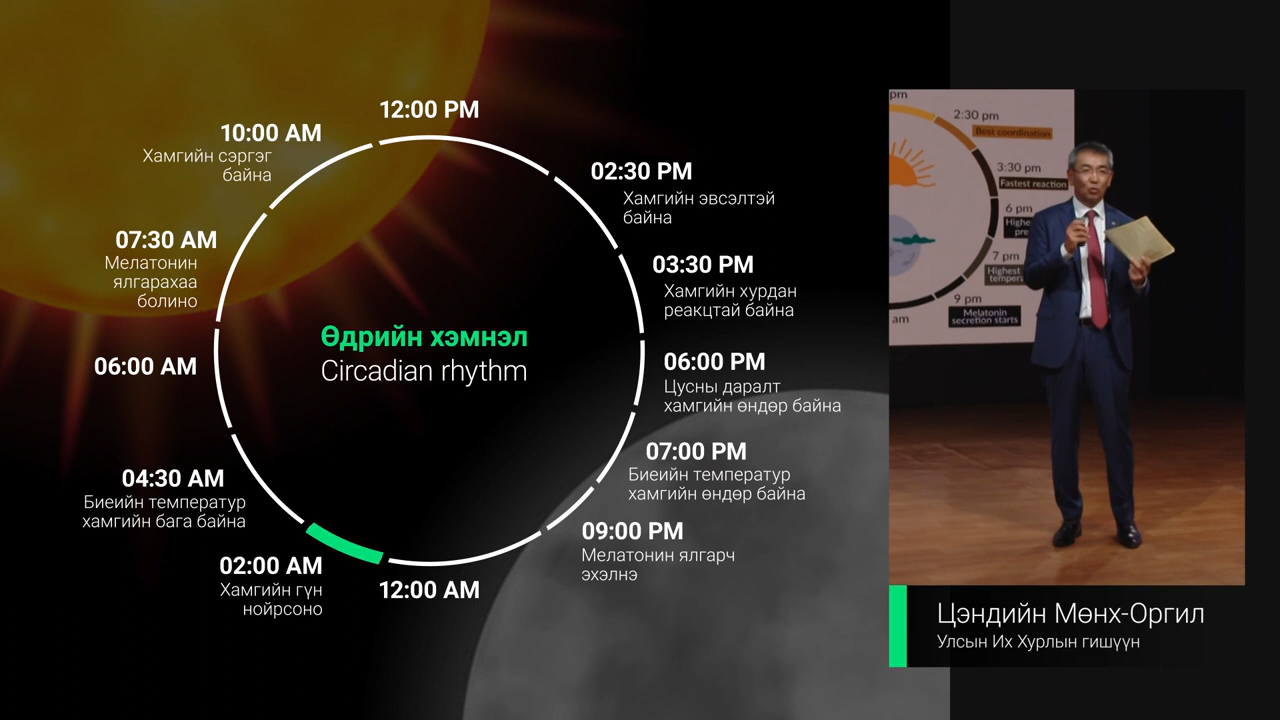 12:00 PM
02:30 PM
Хамгийн эвсэлтэй
байна
03:30 PM
Хамгийн хурдан
реакцтай байна
06:00 PM
Цусны даралт
хамгийн өндөр байна
07:00 PM
Биеийн температур
хамгийн өндөр байна
09:00 PM
Мелатонин ялгарч
эхэлнэ
12:00 AM
02:00 AM
Хамгийн гүн
нойрсоно
04:30 AM
Биеийн температур
хамгийн бага байна
06:00 AM
07:30 AM
Мелатонин
ялгарахаа
болино
10:00 AM
Хамгийн сэргэг
байна
Өдрийн хэмнэл
Circadian rhythm
pm
2:30 pm
Best coordination
3:30 pm
Fastest reaction
6 pm
7 pm
Highest
9 pm
Melatonin
secretion starts
am
Цэндийн Мөнх-Оргил
Улсын Их Хурлын гишүүн